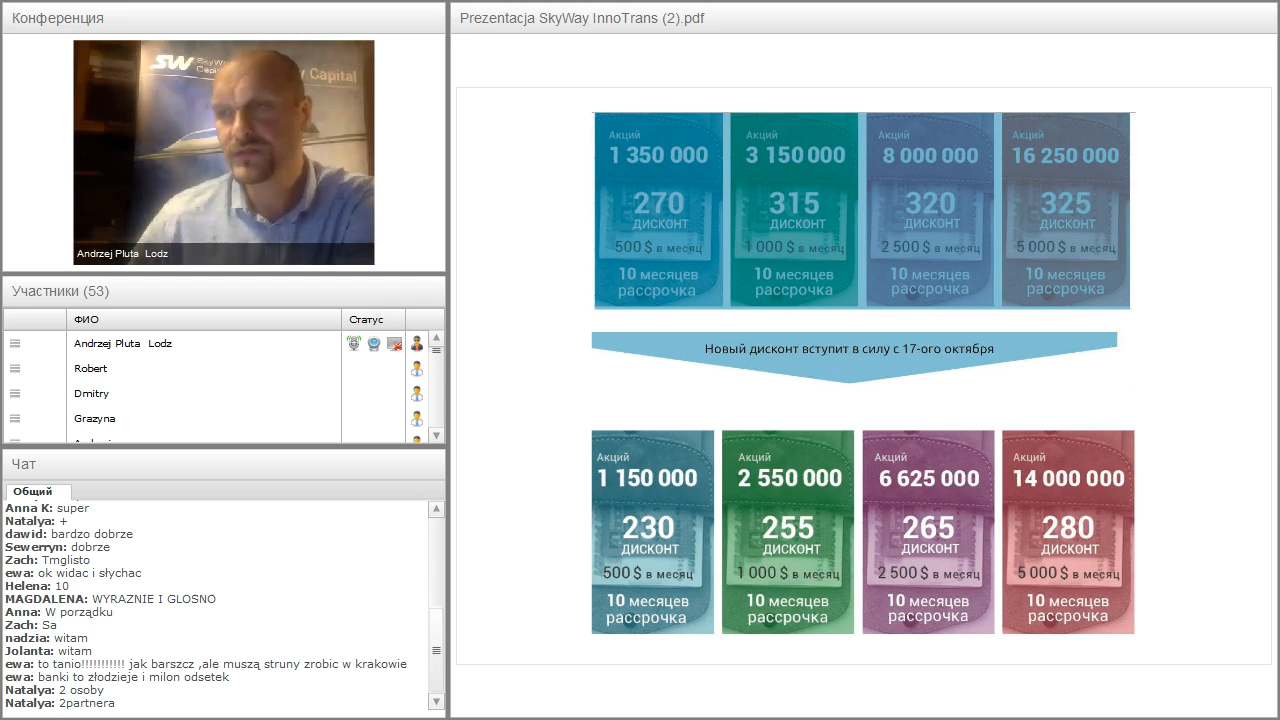 Конференция
SW SkyW
Capi
y Capital
Andrzej Pluta Lodz
Участники (53)
ФИО
Статус
Andrzej Pluta Lodz
Robert
Dmitry
Grazyna
Чат
Общий
Anna K: super
Natalya: +
dawid: bardzo dobrze
Sewerryn: dobrze
Zach: Tmglisto
ewa: ok widac i słychac
Helena: 10
MAGDALENA: WYRAZNIE I GLOSNO
Anna: W porządku
Zach: Sa
nadzia: witam
Jolanta: witam
ewa: to tanio!!!!!!!!!!! jak barszcz ,ale muszą struny zrobic w krakowie
ewa: banki to złodzieje i milon odsetek
Natalya: 2 osoby
Natalya: 2partnera
Prezentacja SkyWay InnoTrans (2).pdf
Акций
1 350 000
270
ДИСКОНТ
500 $ в месяц
10 месяцев
рассрочка
Акций
3 150 000
315
ДИСКОНТ
1 000 $ в месяц
10 месяцев
рассрочка
Акций
8 000 000
320
ДИСКОНТ
2 500 $ в месяц
10 месяцев
рассрочка
Акций
16 250 000
325
ДИСКОНТ
5 000 $ в месяц
10 месяцев
рассрочка
Новый дисконт вступит в силу с 17-ого октября
Акций
1 150 000
230
ДИСКОНТ
500 $ в месяц
10 месяцев
рассрочка
Акций
2 550 000
255
ДИСКОНТ
1 000 $ в месяц
10 месяцев
рассрочка
Акций
6 625 000
265
ДИСКОНТ
2 500 $ в месяц
10 месяцев
рассрочка
Акций
14 000 000
280
ДИСКОНТ
5 000 $ в месяц
10 месяцев
рассрочка